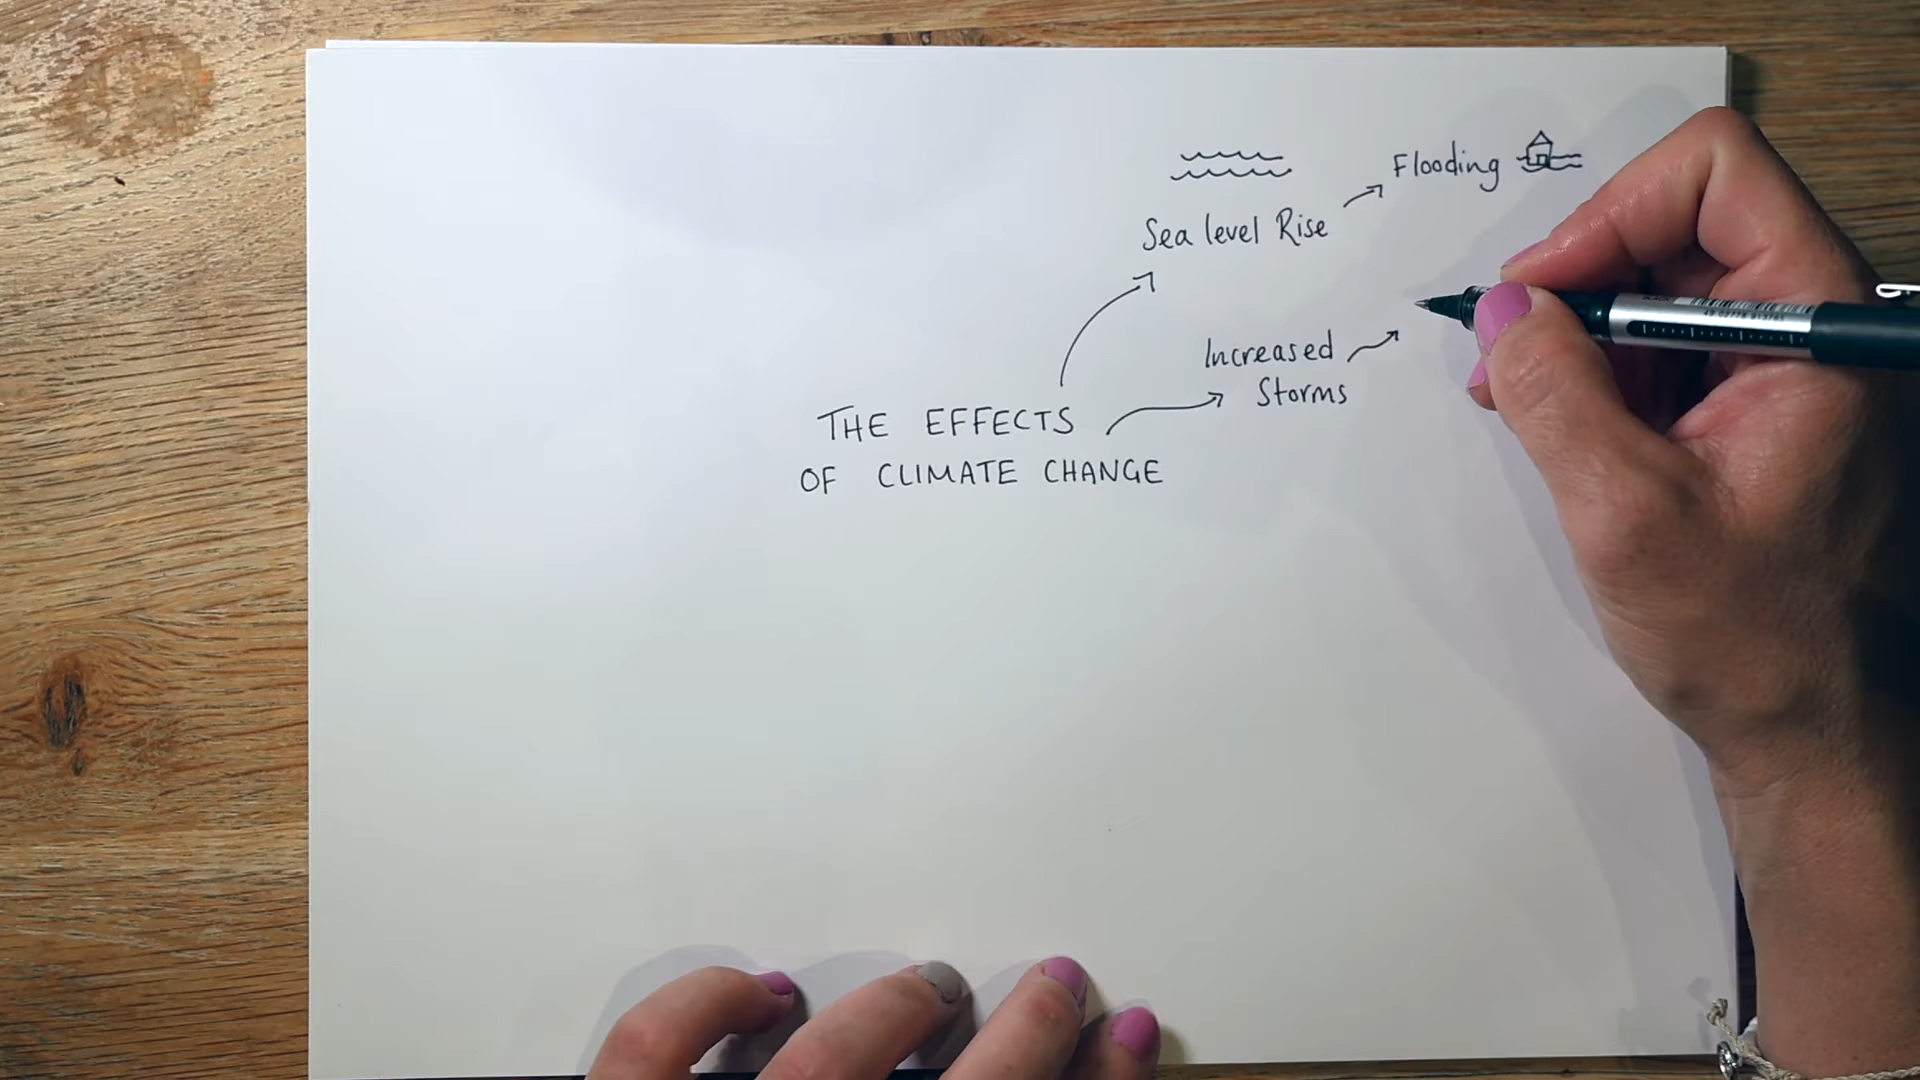 Flooding
Sea level Rise
Increased
Storms
THE EFFECTS
OF CLIMATE CHANGE